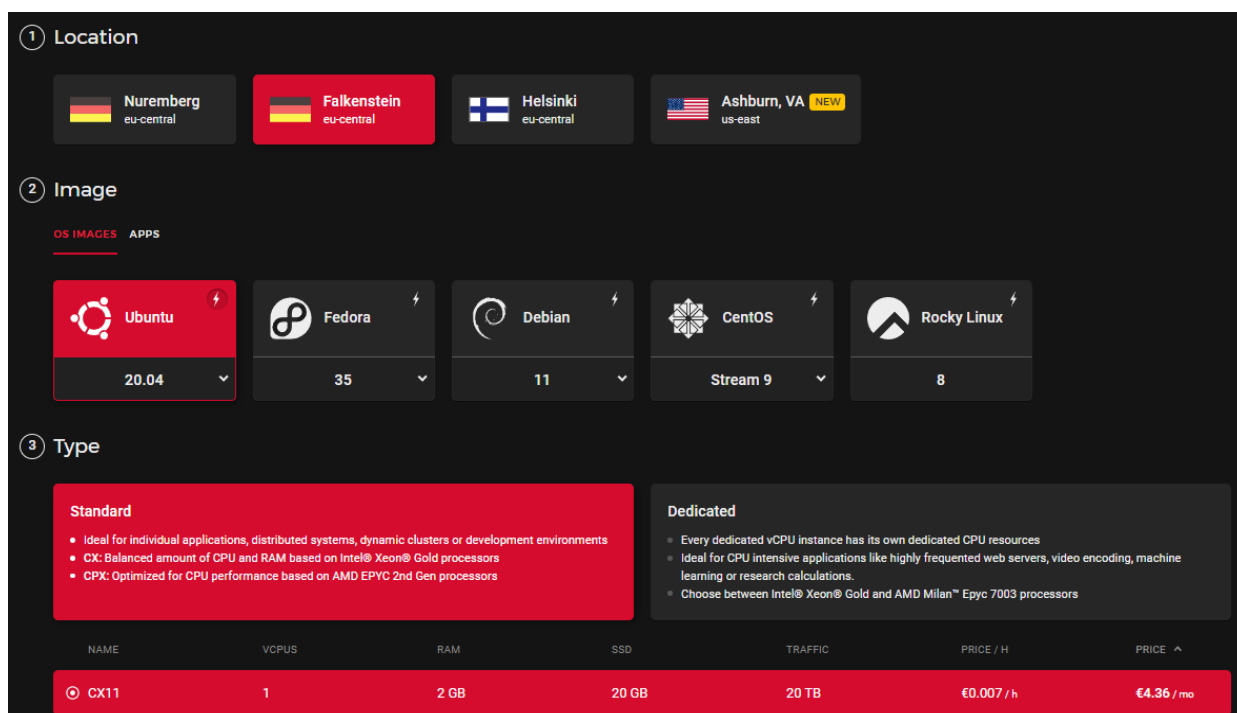 1 Location
Nuremberg
eu-central
Falkenstein
eu-central
Helsinki
eu-central
Ashburn, VA NEW
us-east
2 Image
OS IMAGES APPS
Ubuntu
20.04
Fedora
35
Debian
11
CentOS
Stream 9
Rocky Linux
8
3 Type
Standard
• Ideal for individual applications, distributed systems, dynamic clusters or development environments
• CX: Balanced amount of CPU and RAM based on Intel® Xeon® Gold processors
• CPX: Optimized for CPU performance based on AMD EPYC 2nd Gen processors
Dedicated
• Every dedicated vCPU instance has its own dedicated CPU resources
• Ideal for CPU intensive applications like highly frequented web servers, video encoding, machine
learning or research calculations.
• Choose between Intel® Xeon® Gold and AMD Milan™ Epyc 7003 processors
NAME VCPUS RAM SSD TRAFFIC PRICE / H PRICE
CX11 1 2 GB 20 GB 20 TB €0.007 / h €4.36 / mo